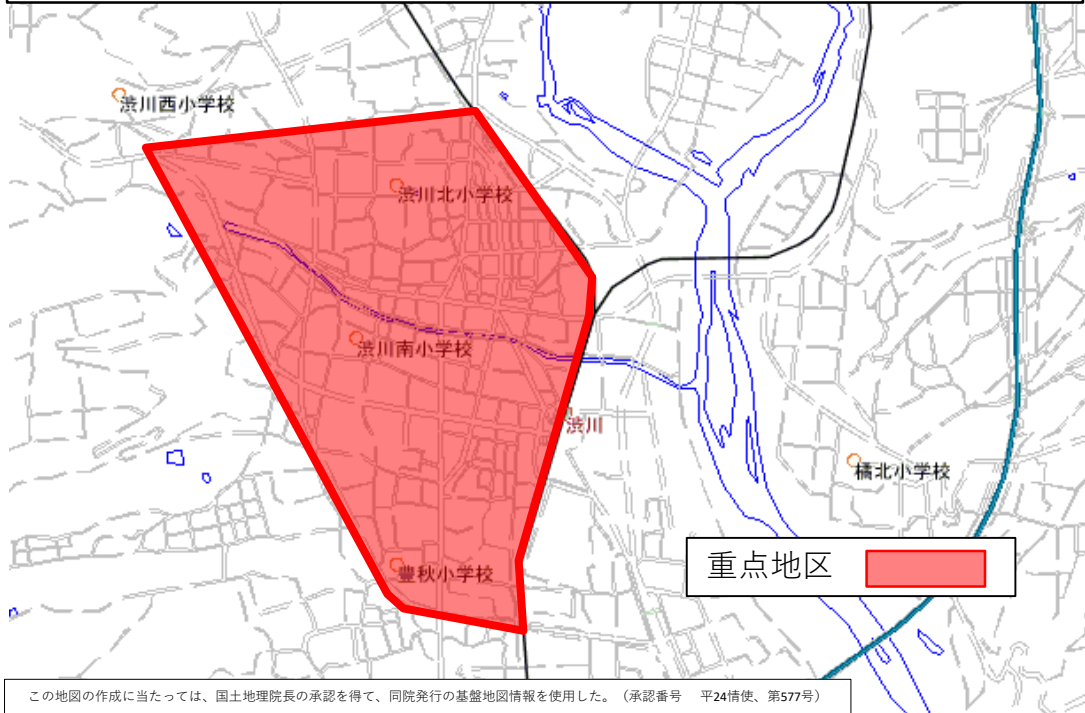 渋川西小学校
渋川北小学校
渋川南小学校
渋川
橘北小学校
豊秋小学校
重点地区
この地図の作成に当たっては、国土地理院長の承認を得て、同院発行の基盤地図情報を使用した。（承認番号　平24情使、第577号）